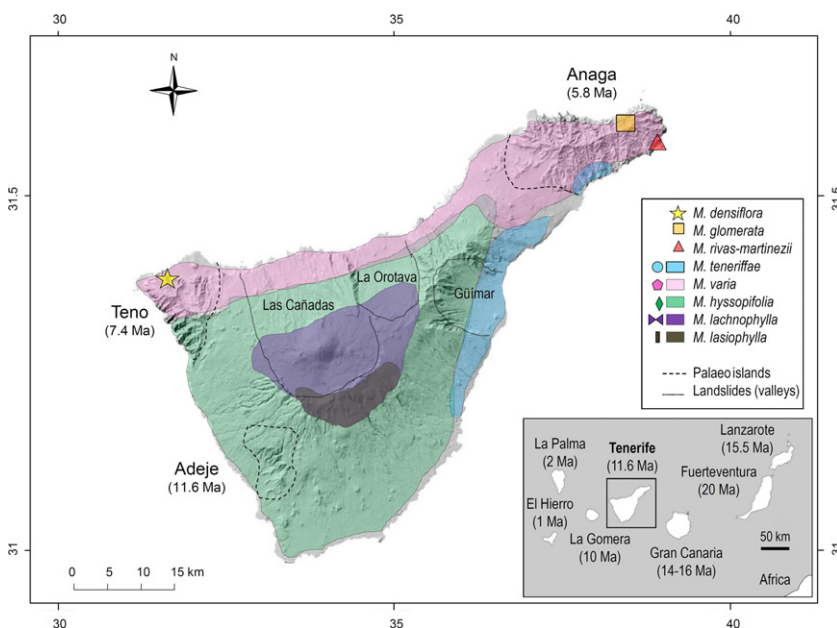 30
35
40
N
Anaga
(5.8 Ma)
31.5
31.5
M. densiflora
M. glomerata
M. rivas-martinezii
M. teneriffae
M. varia
M. hyssopifolia
M. lachnophylla
M. lasiophylla
Palaeo islands
Landslides (valleys)
La Orotava
Las Cañadas
Güimar
Teno
(7.4 Ma)
Adeje
(11.6 Ma)
Lanzarote
(15.5 Ma)
La Palma
(2 Ma)
Tenerife
(11.6 Ma)
Fuerteventura
(20 Ma)
El Hierro
(1 Ma)
La Gomera
(10 Ma)
Gran Canaria
(14-16 Ma)
50 km
Africa
31
31
0 5 10 15 km
30
35
40